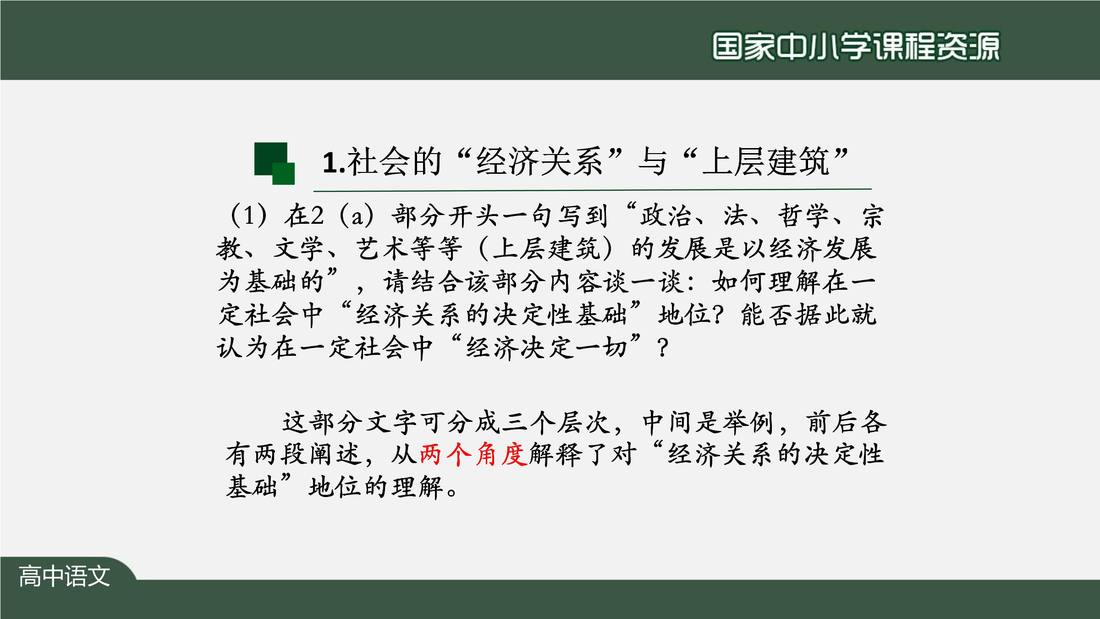 国家中小学课程资源
1.社会的“经济关系”与“上层建筑”
（1）在2（a）部分开头一句写到“政治、法、哲学、宗
教、文学、艺术等等（上层建筑）的发展是以经济发展
为基础的”，请结合该部分内容谈一谈：如何理解在一
定社会中“经济关系的决定性基础”地位？能否据此就
认为在一定社会中“经济决定一切”？
这部分文字可分成三个层次，中间是举例，前后各
有两段阐述，从两个角度解释了对“经济关系的决定性
基础”地位的理解。
高中语文